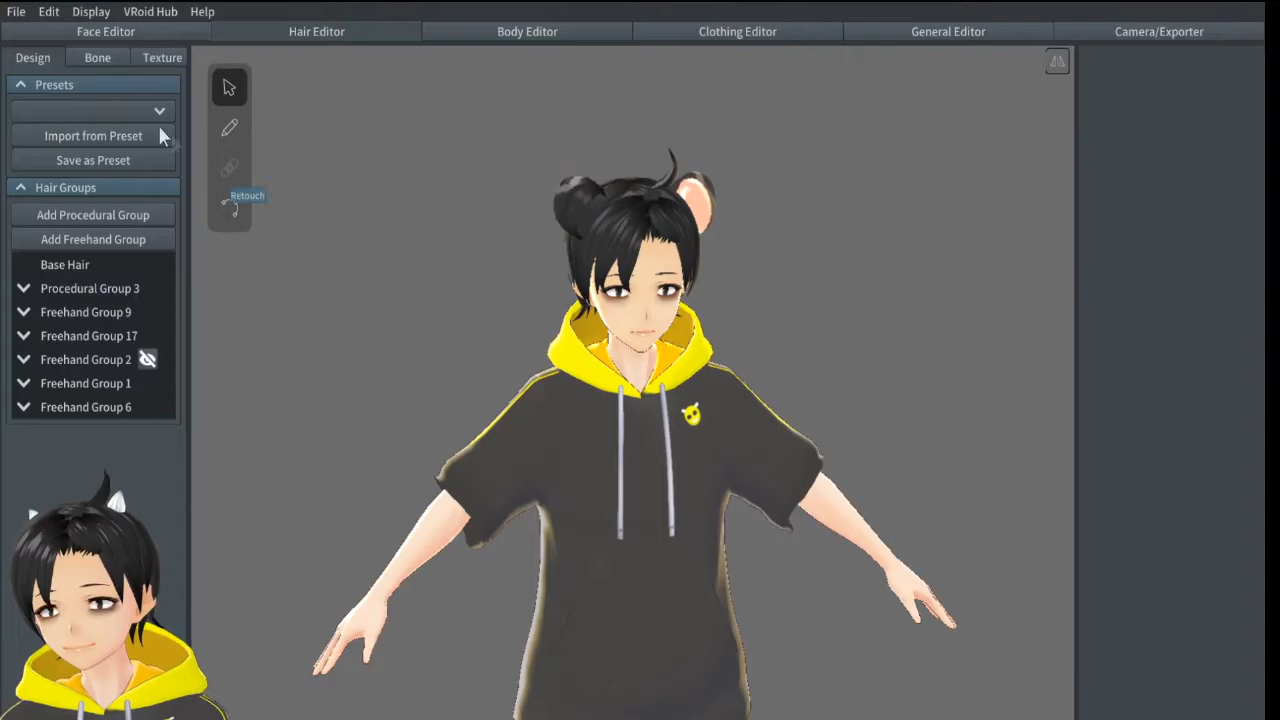 File Edit Display VRoid Hub Help
Face Editor Hair Editor Body Editor Clothing Editor General Editor Camera/Exporter
Design Bone Texture
Presets
Import from Preset
Save as Preset
Retouch
Hair Groups
Add Procedural Group
Add Freehand Group
Base Hair
Procedural Group 3
Freehand Group 9
Freehand Group 17
Freehand Group 2
Freehand Group 1
Freehand Group 6